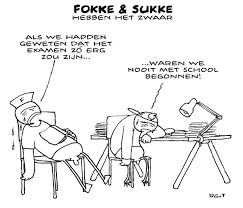 FOKKE & SUKKE
HEBBEN HET ZWAAR
ALS WE HADDEN
GEWETEN DAT HET
EXAMEN ZÓ ERG
ZOU ZIJN...
...WAREN WE
NOOIT MET SCHOOL
BEGONNEN!
RG&T